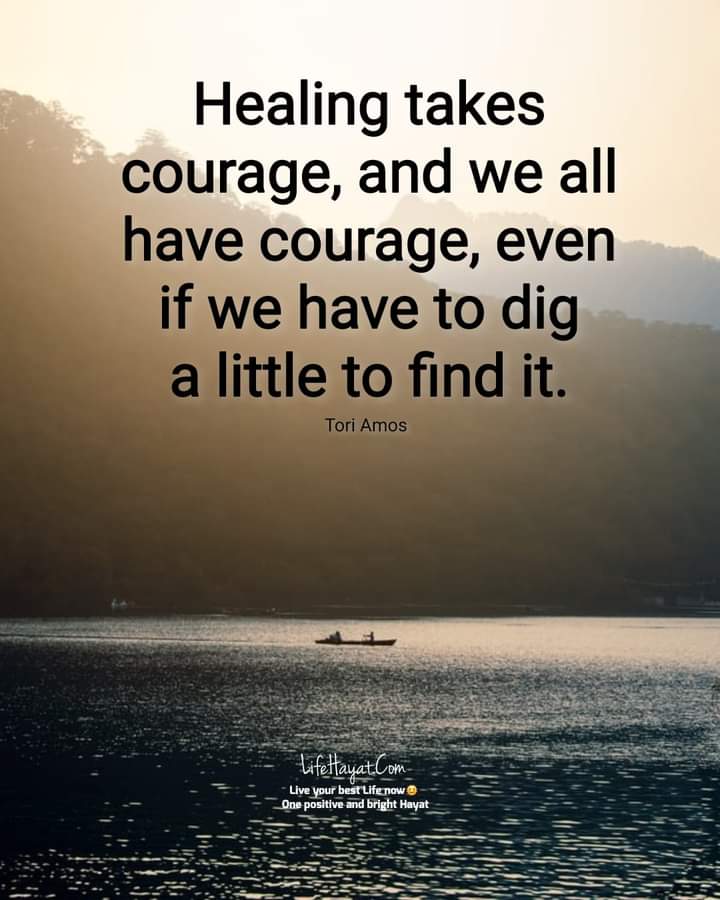 Healing takes
courage, and we all
have courage, even
if we have to dig
a little to find it.
Tori Amos
LifeHayat.Com
Live your best Life now😊
One positive and bright Hayat